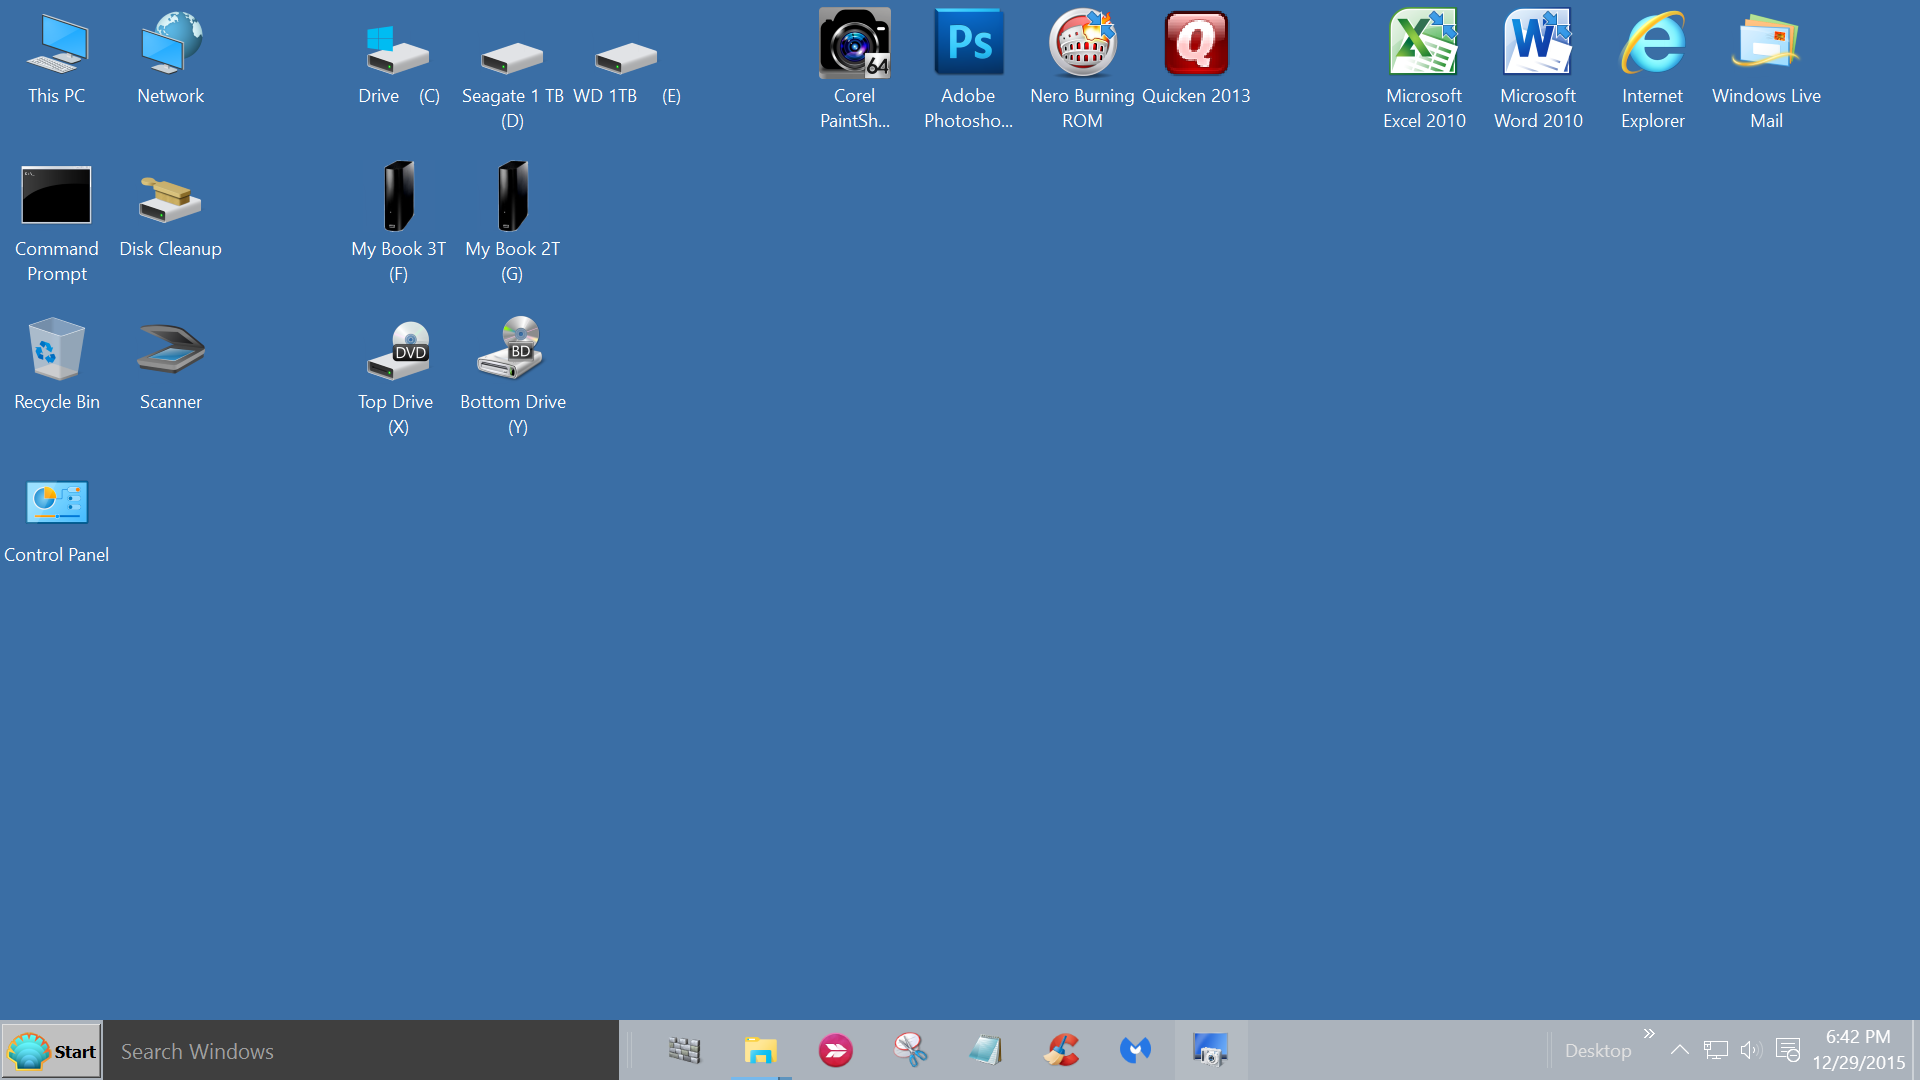 This PC
Network
Drive (C)
Seagate 1 TB
(D)
WD 1TB (E)
64
Corel
PaintSh...
Ps
Adobe
Photosho...
Nero Burning
ROM
Q
Quicken 2013
X
Microsoft
Excel 2010
W
Microsoft
Word 2010
Internet
Explorer
Windows Live
Mail
Command
Prompt
Disk Cleanup
My Book 3T
(F)
My Book 2T
(G)
Recycle Bin
Scanner
DVD
Top Drive
(X)
BD
Bottom Drive
(Y)
Control Panel
Start
Search Windows
Desktop
6:42 PM
12/29/2015